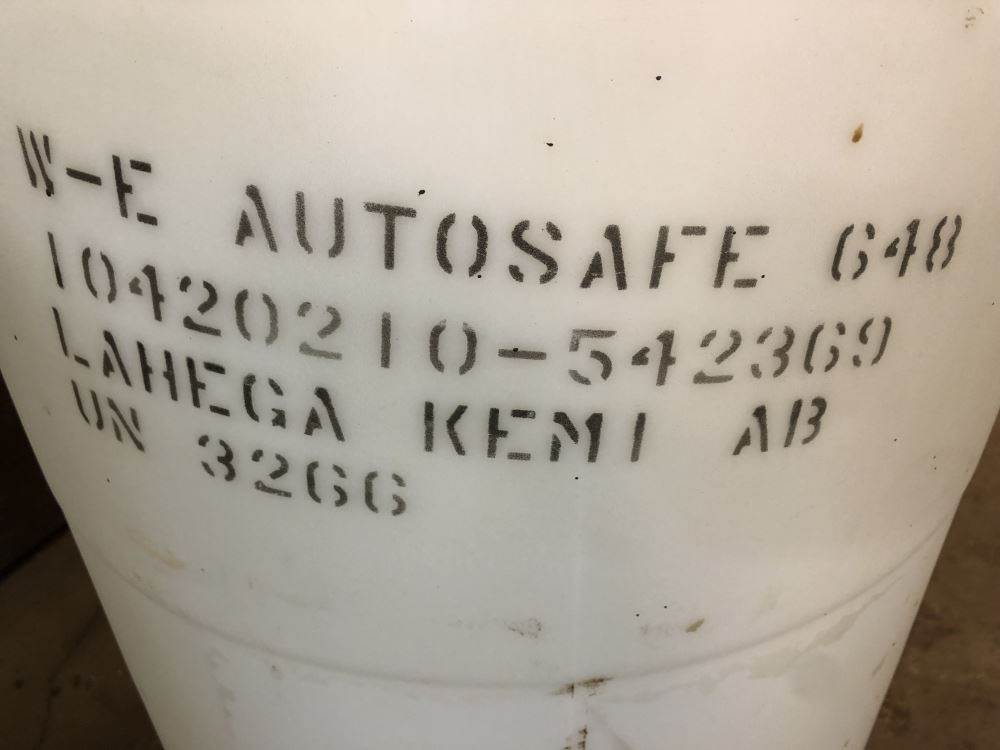 W-E AUTOSAFE 648
10420210-542369
LAHEGA KEMI AB
UN 3266